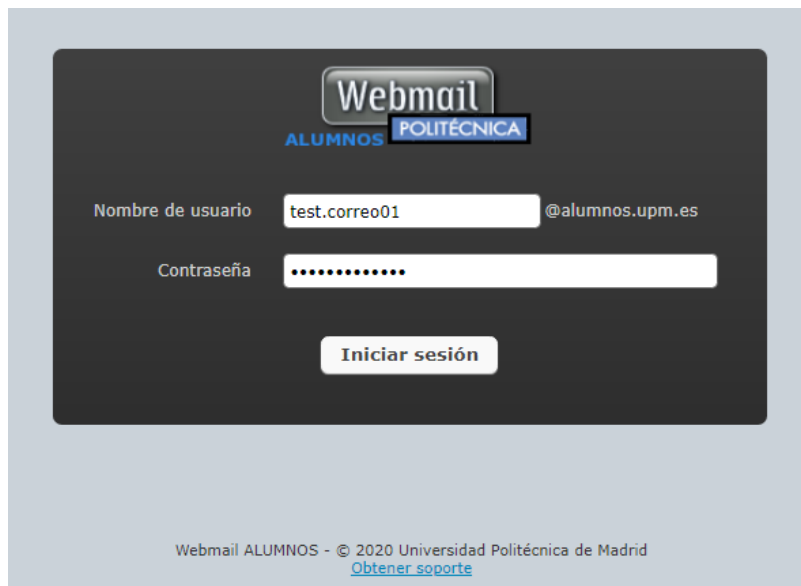 Webmail
ALUMNOS POLITÉCNICA
Nombre de usuario test.correo01 @alumnos.upm.es
Contraseña •••••••••••••
Iniciar sesión
Webmail ALUMNOS - © 2020 Universidad Politécnica de Madrid
Obtener soporte